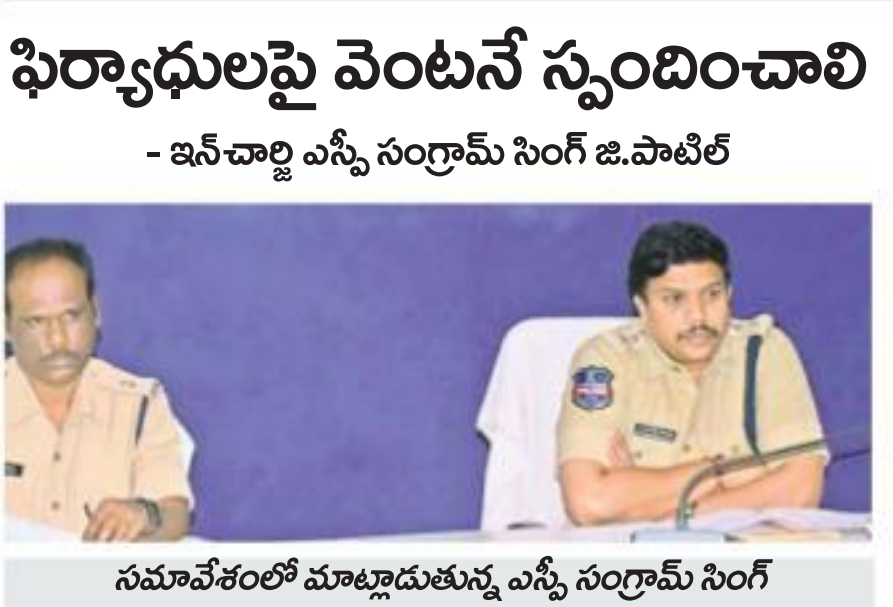 ఫిర్యాధులపై వెంటనే స్పందించాలి
- ఇన్‌చార్జి ఎస్పీ సంగ్రామ్ సింగ్ జి.పాటిల్
సమావేశంలో మాట్లాడుతున్న ఎస్పీ సంగ్రామ్ సింగ్